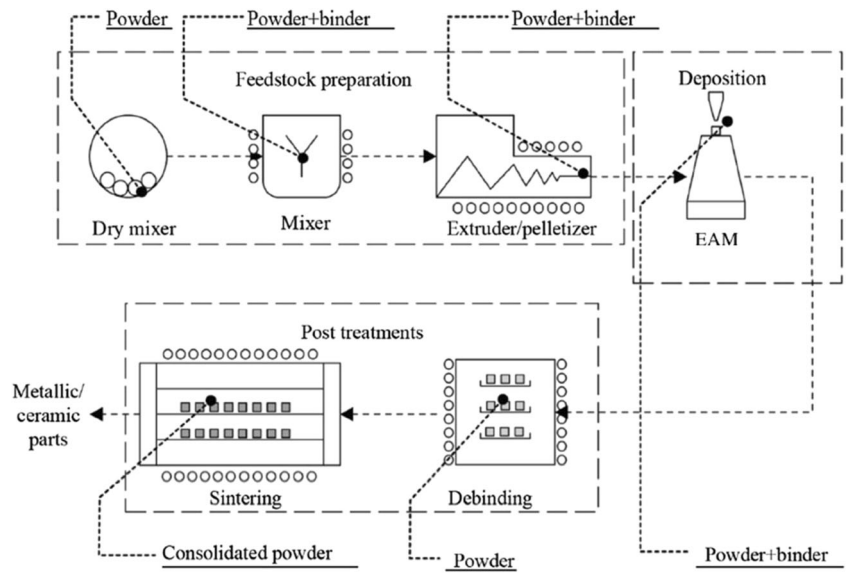 Powder
Powder+binder
Powder+binder
Feedstock preparation
Deposition
Dry mixer
Mixer
Extruder/pelletizer
EAM
Post treatments
Metallic/
ceramic
parts
Sintering
Debinding
Consolidated powder
Powder
Powder+binder